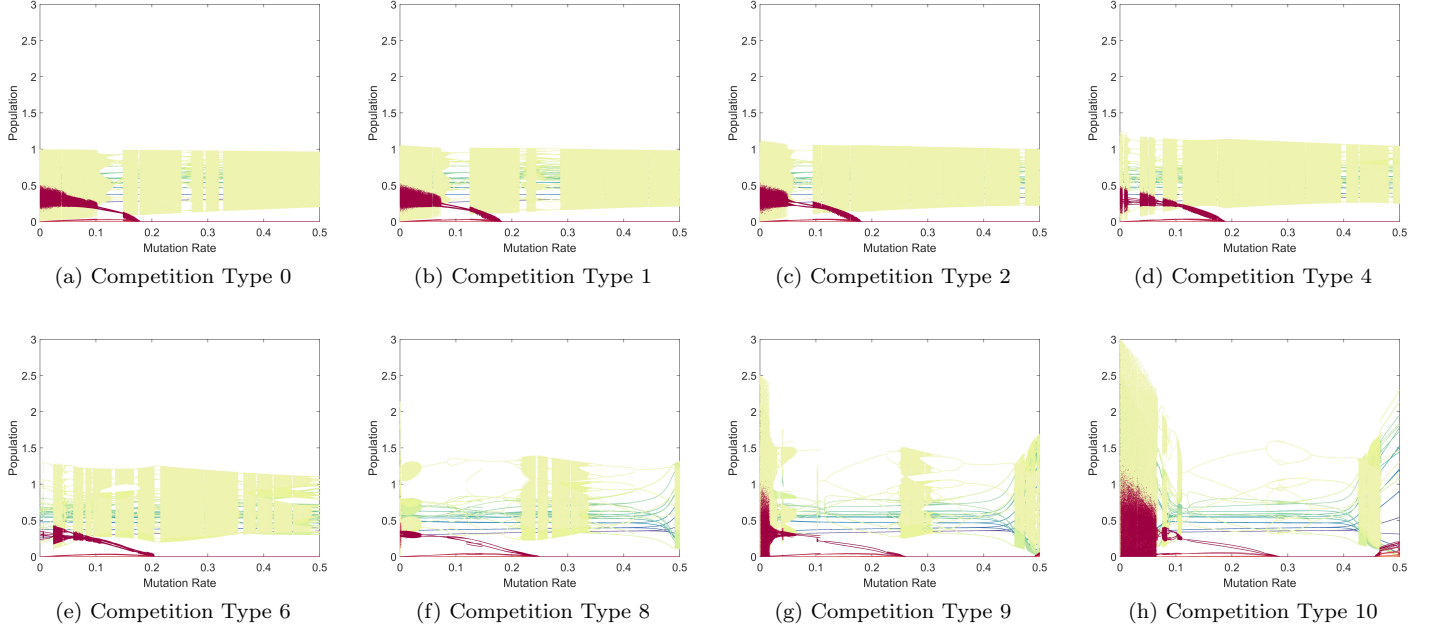 3 3 3 3
2.5 2.5 2.5 2.5
2 2 2 2
1.5 1.5 1.5 1.5
1 1 1 1
0.5 0.5 0.5 0.5
0 0 0 0
Population Population Population Population
0 0.1 0.2 0.3 0.4 0.5 0 0.1 0.2 0.3 0.4 0.5 0 0.1 0.2 0.3 0.4 0.5 0 0.1 0.2 0.3 0.4 0.5
Mutation Rate Mutation Rate Mutation Rate Mutation Rate
(a) Competition Type 0 (b) Competition Type 1 (c) Competition Type 2 (d) Competition Type 4
3 3 3 3
2.5 2.5 2.5 2.5
2 2 2 2
1.5 1.5 1.5 1.5
1 1 1 1
0.5 0.5 0.5 0.5
0 0 0 0
Population Population Population Population
0 0.1 0.2 0.3 0.4 0.5 0 0.1 0.2 0.3 0.4 0.5 0 0.1 0.2 0.3 0.4 0.5 0 0.1 0.2 0.3 0.4 0.5
Mutation Rate Mutation Rate Mutation Rate Mutation Rate
(e) Competition Type 6 (f) Competition Type 8 (g) Competition Type 9 (h) Competition Type 10